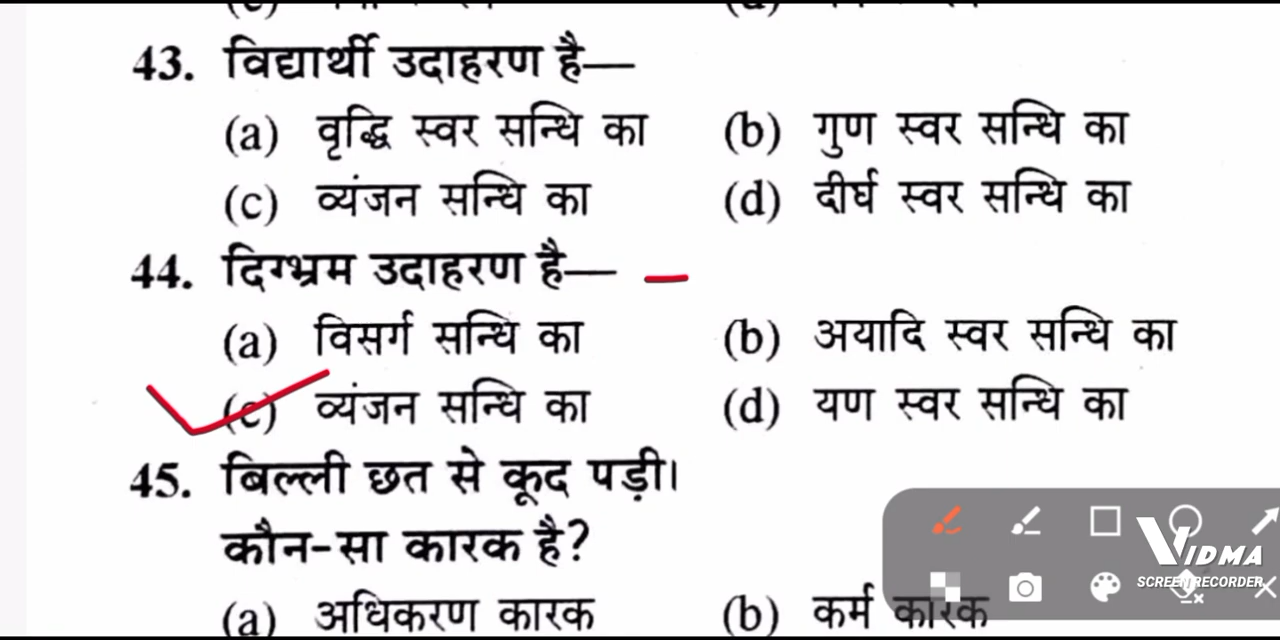 43. विद्यार्थी उदाहरण है—
(a) वृद्धि स्वर सन्धि का (b) गुण स्वर सन्धि का
(c) व्यंजन सन्धि का (d) दीर्घ स्वर सन्धि का
44. दिग्भ्रम उदाहरण है—
(a) विसर्ग सन्धि का (b) अयादि स्वर सन्धि का
(c) व्यंजन सन्धि का (d) यण स्वर सन्धि का
45. बिल्ली छत से कूद पड़ी।
कौन-सा कारक है?
(a) अधिकरण कारक (b) कर्म कारक
VIDMA
SCREEN RECORDER